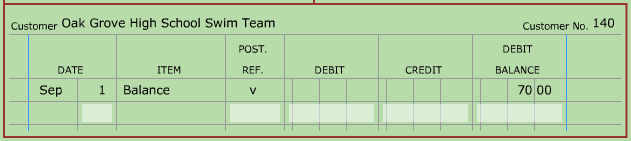 Customer Oak Grove High School Swim Team Customer No. 140
POST. DEBIT
DATE ITEM REF. DEBIT CREDIT BALANCE
Sep 1 Balance v 70 00